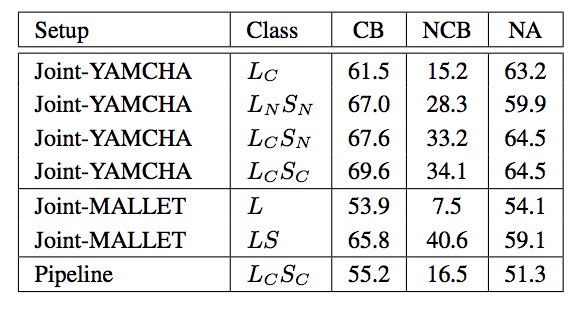 Setup Class CB NCB NA
Joint-YAMCHA L_C 61.5 15.2 63.2
Joint-YAMCHA L_N S_N 67.0 28.3 59.9
Joint-YAMCHA L_C S_N 67.6 33.2 64.5
Joint-YAMCHA L_C S_C 69.6 34.1 64.5
Joint-MALLET L 53.9 7.5 54.1
Joint-MALLET LS 65.8 40.6 59.1
Pipeline L_C S_C 55.2 16.5 51.3